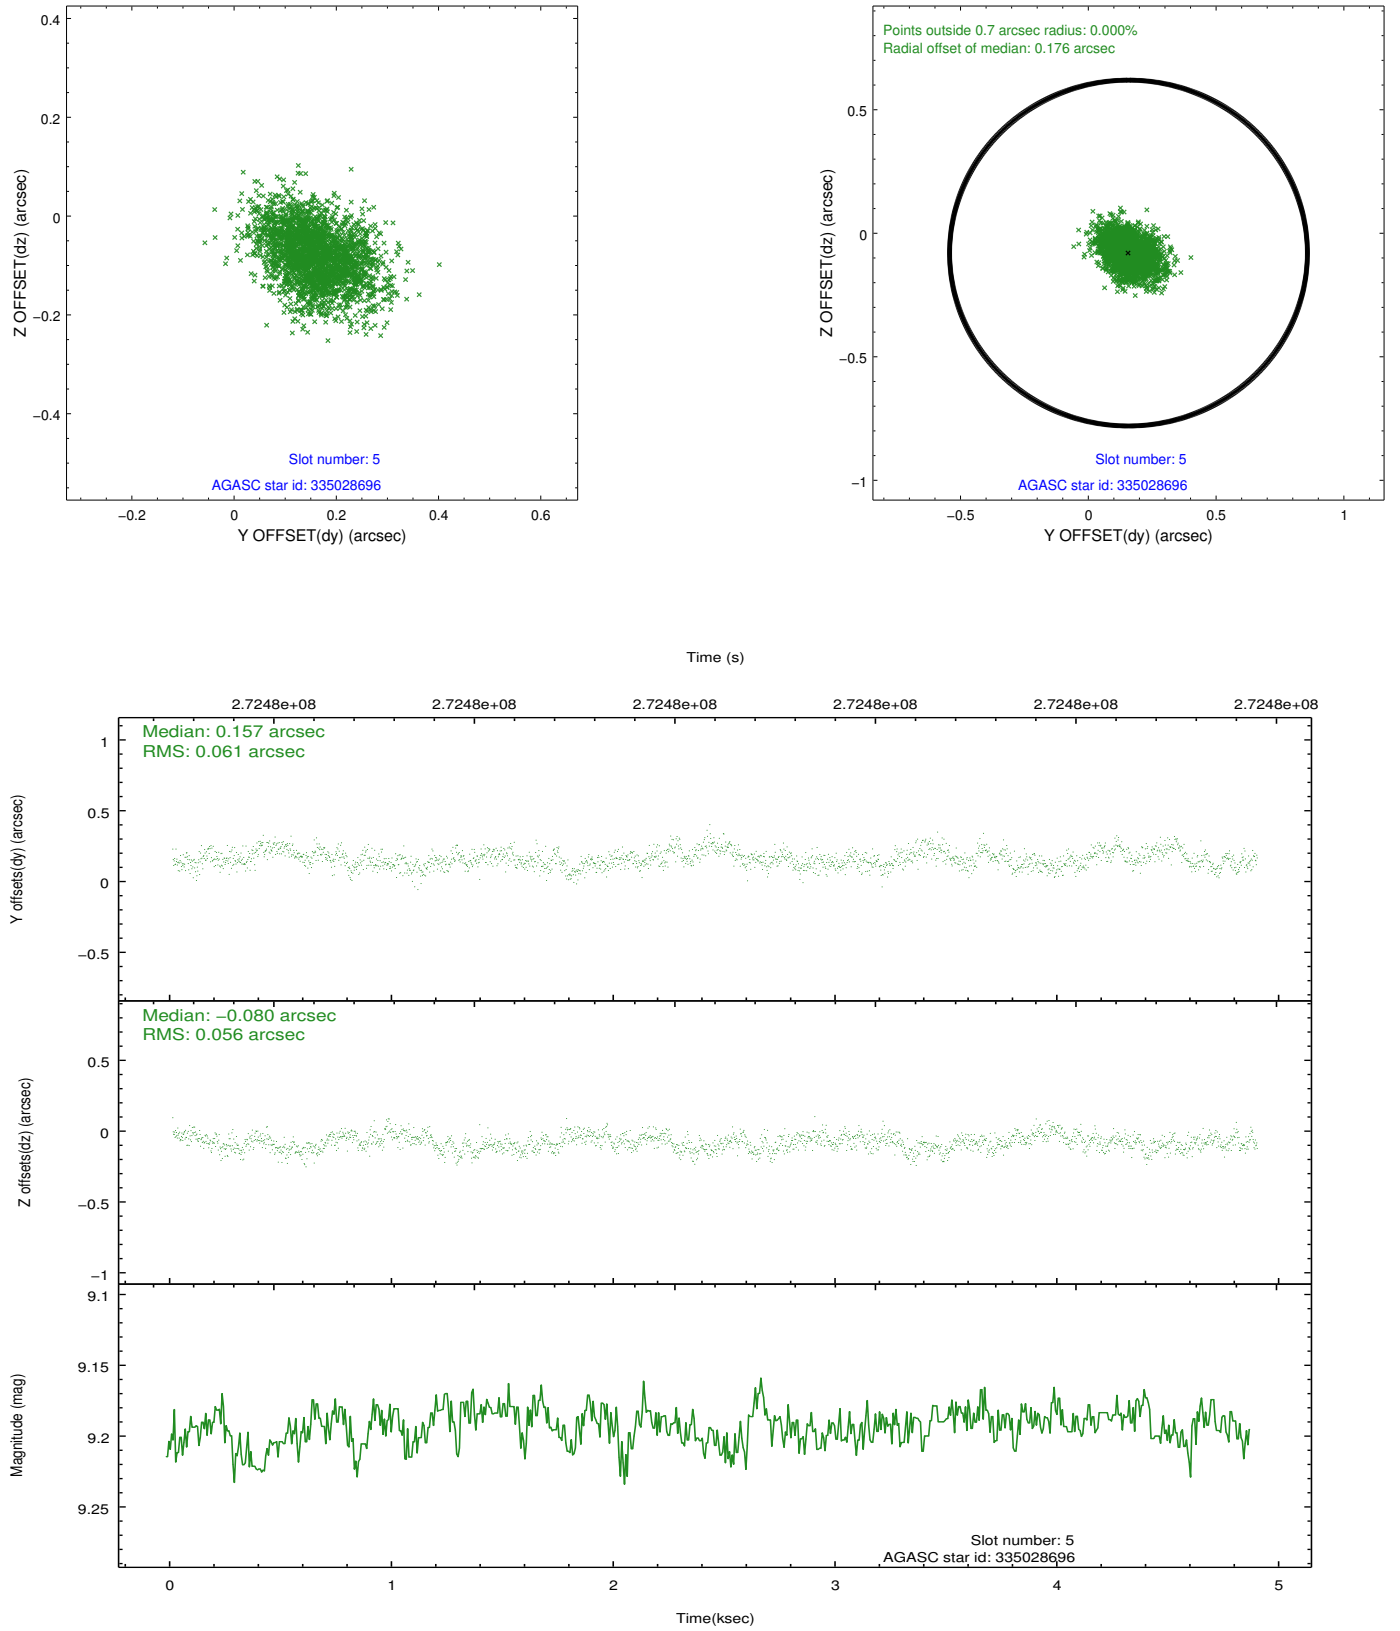 0.4
0.2
0
−0.2
−0.4
Z OFFSET(dz) (arcsec)
Slot number: 5
AGASC star id: 335028696
−0.2 0 0.2 0.4 0.6
Y OFFSET(dy) (arcsec)
Points outside 0.7 arcsec radius: 0.000%
Radial offset of median: 0.176 arcsec
0.5
0
−0.5
−1
Z OFFSET(dz) (arcsec)
Slot number: 5
AGASC star id: 335028696
−0.5 0 0.5 1
Y OFFSET(dy) (arcsec)
Time (s)
2.7248e+08 2.7248e+08 2.7248e+08 2.7248e+08 2.7248e+08 2.7248e+08
Median: 0.157 arcsec
RMS: 0.061 arcsec
1
0.5
0
−0.5
Y offsets(dy) (arcsec)
Median: −0.080 arcsec
RMS: 0.056 arcsec
0.5
0
−0.5
−1
Z offsets(dz) (arcsec)
9.1
9.15
9.2
9.25
Magnitude (mag)
Slot number: 5
AGASC star id: 335028696
0 1 2 3 4 5
Time(ksec)